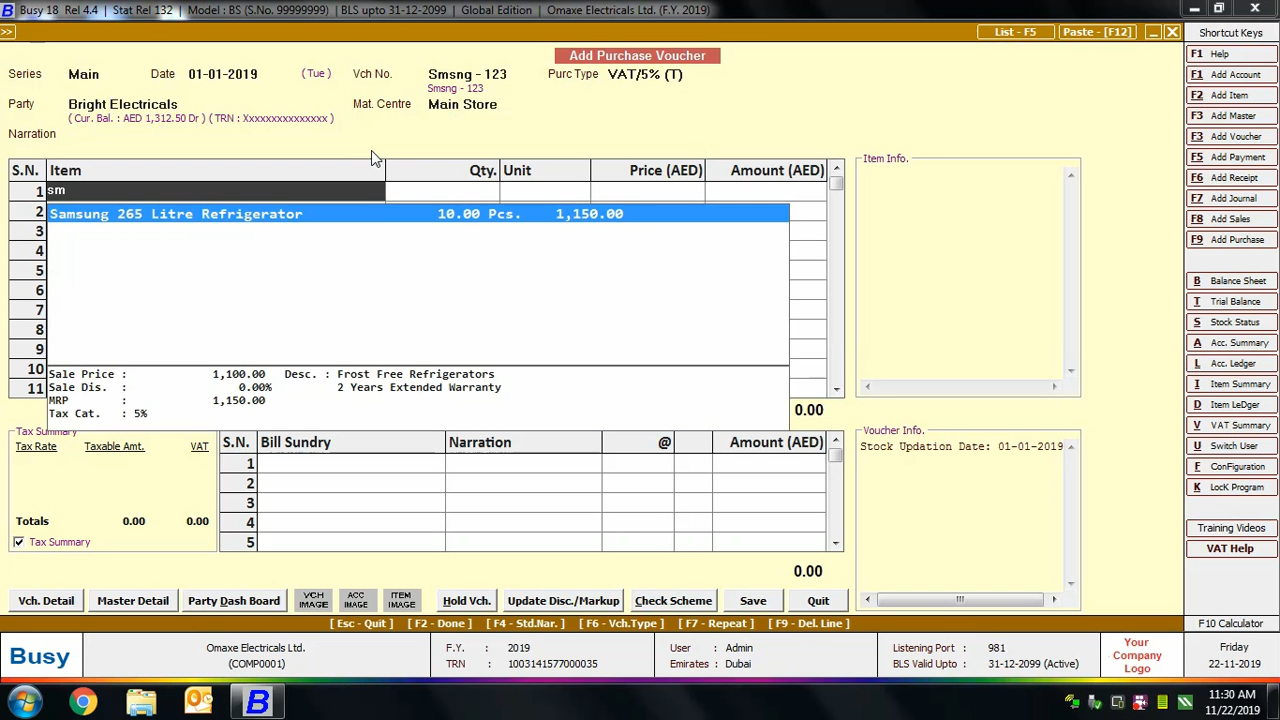 Busy 18 Rel 4.4 | Stat Rel 132 | Model : BS (S.No. 99999999) | BLS upto 31-12-2099 | Global Edition | Omaxe Electricals Ltd. (F.Y. 2019)
>> List - F5 Paste - [F12]
Add Purchase Voucher
Series Main Date 01-01-2019 (Tue) Vch No. Smsng - 123 Purc Type VAT/5% (T)
Smsng - 123
Party Bright Electricals Mat. Centre Main Store
( Cur. Bal. : AED 1,312.50 Dr ) ( TRN : Xxxxxxxxxxxxxxx )
Narration
S.N. Item Qty. Unit Price (AED) Amount (AED)
1 sm
2 Samsung 265 Litre Refrigerator 10.00 Pcs. 1,150.00
3
4
5
6
7
8
9
10
11
Sale Price : 1,100.00 Desc. : Frost Free Refrigerators
Sale Dis. : 0.00% 2 Years Extended Warranty
MRP : 1,150.00
Tax Cat. : 5%
0.00
Item Info.
Tax Summary
Tax Rate Taxable Amt. VAT
Totals 0.00 0.00
Tax Summary
S.N. Bill Sundry Narration @ Amount (AED)
1
2
3
4
5
0.00
Voucher Info.
Stock Updation Date: 01-01-2019
Vch. Detail Master Detail Party Dash Board VCH IMAGE ACC IMAGE ITEM IMAGE Hold Vch. Update Disc./Markup Check Scheme Save Quit
[ Esc - Quit ] [ F2 - Done ] [ F4 - Std.Nar. ] [ F6 - Vch.Type ] [ F7 - Repeat ] [ F9 - Del. Line ]
Shortcut Keys
F1 Help
F1 Add Account
F2 Add Item
F3 Add Master
F3 Add Voucher
F5 Add Payment
F6 Add Receipt
F7 Add Journal
F8 Add Sales
F9 Add Purchase
B Balance Sheet
T Trial Balance
S Stock Status
A Acc. Summary
L Acc. Ledger
I Item Summary
D Item LeDger
V VAT Summary
U Switch User
F ConFiguration
K LocK Program
Training Videos
VAT Help
F10 Calculator
Busy
Omaxe Electricals Ltd.
(COMP0001)
F.Y. : 2019
TRN : 1003141577000035
User : Admin
Emirates : Dubai
Listening Port : 981
BLS Valid Upto : 31-12-2099 (Active)
Your
Company
Logo
Friday
22-11-2019
11:30 AM
11/22/2019